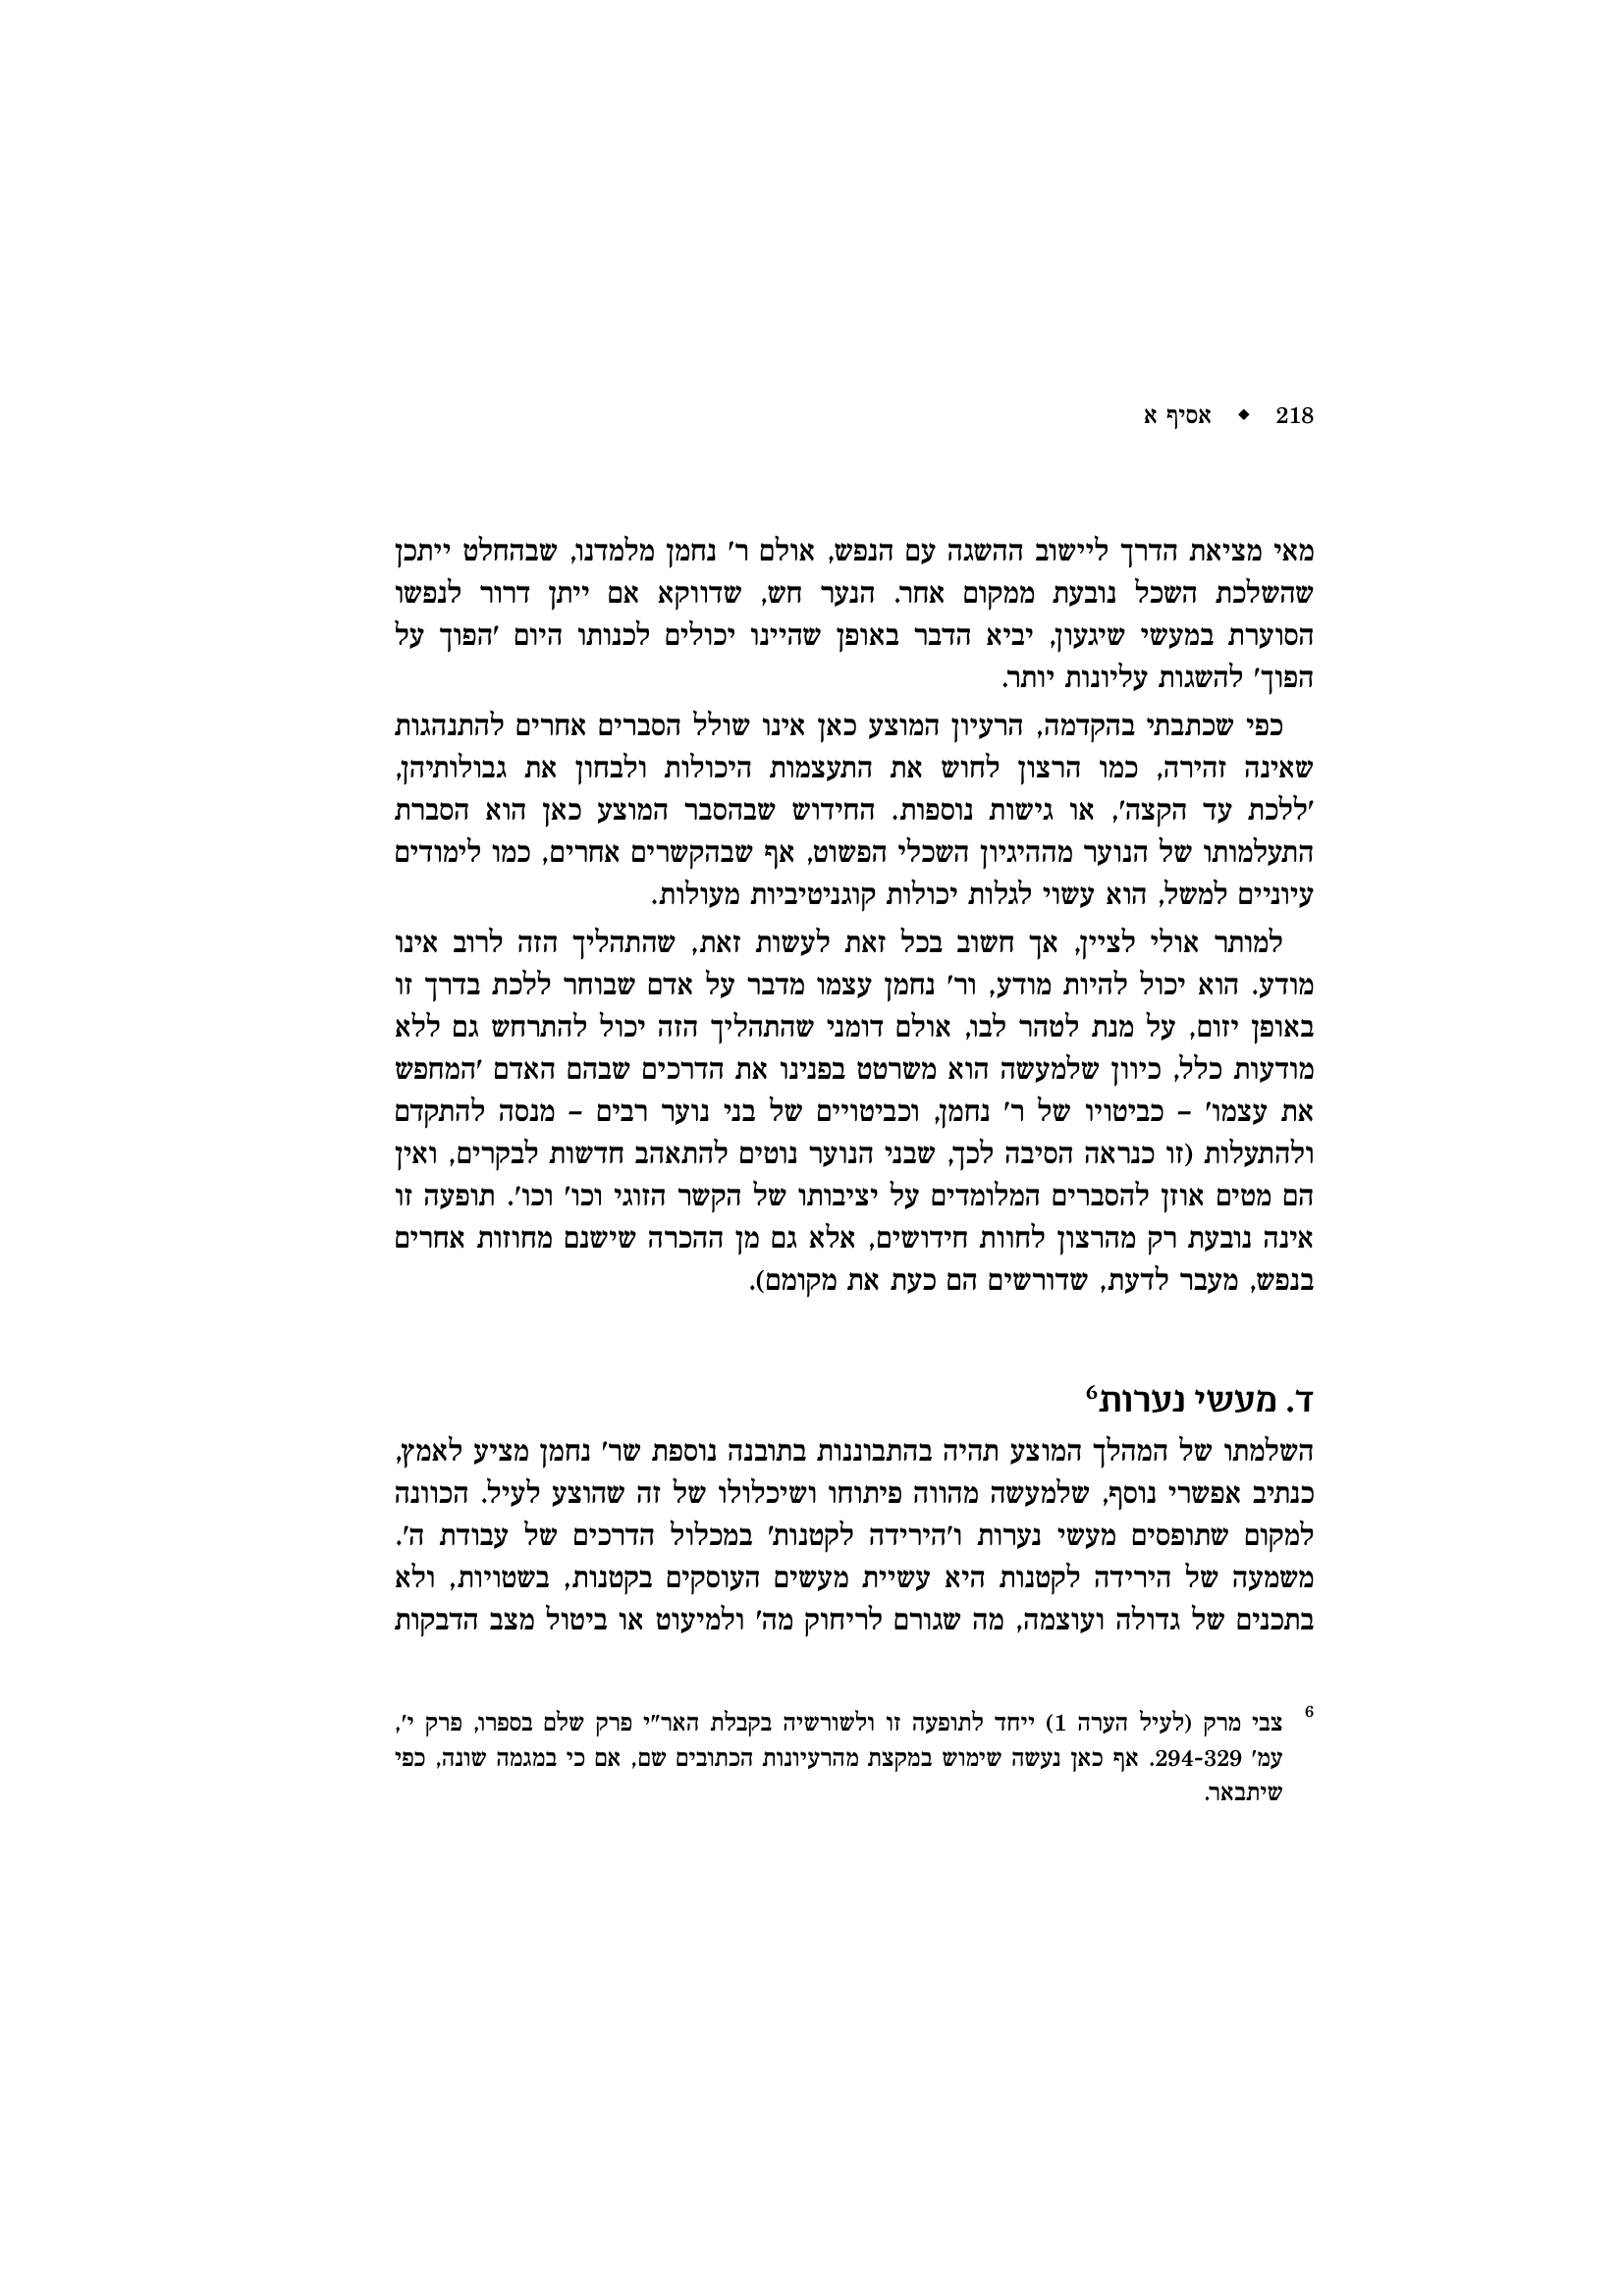 218 ◆ אסיף א
מאי מציאת הדרך ליישוב ההשגה עם הנפש, אולם ר' נחמן מלמדנו, שבהחלט ייתכן
שהשלכת השכל נובעת ממקום אחר. הנער חש, שדווקא אם ייתן דרור לנפשו
הסוערת במעשי שיגעון, יביא הדבר באופן שהיינו יכולים לכנותו היום 'הפוך על
הפוך' להשגות עליונות יותר.
כפי שכתבתי בהקדמה, הרעיון המוצע כאן אינו שולל הסברים אחרים להתנהגות
שאינה זהירה, כמו הרצון לחוש את התעצמות היכולות ולבחון את גבולותיהן,
'ללכת עד הקצה', או גישות נוספות. החידוש שבהסבר המוצע כאן הוא הסברת
התעלמותו של הנוער מההיגיון השכלי הפשוט, אף שבהקשרים אחרים, כמו לימודים
עיוניים למשל, הוא עשוי לגלות יכולות קוגניטיביות מעולות.
למותר אולי לציין, אך חשוב בכל זאת לעשות זאת, שהתהליך הזה לרוב אינו
מודע. הוא יכול להיות מודע, ור' נחמן עצמו מדבר על אדם שבוחר ללכת בדרך זו
באופן יזום, על מנת לטהר לבו, אולם דומני שהתהליך הזה יכול להתרחש גם ללא
מודעות כלל, כיוון שלמעשה הוא משרטט בפנינו את הדרכים שבהם האדם 'המחפש
את עצמו' – כביטויו של ר' נחמן, וכביטויים של בני נוער רבים – מנסה להתקדם
ולהתעלות (זו כנראה הסיבה לכך, שבני הנוער נוטים להתאהב חדשות לבקרים, ואין
הם מטים אוזן להסברים המלומדים על יציבותו של הקשר הזוגי וכו' וכו'. תופעה זו
אינה נובעת רק מהרצון לחוות חידושים, אלא גם מן ההכרה שישנם מחוזות אחרים
בנפש, מעבר לדעת, שדורשים הם כעת את מקומם).
ד. מעשי נערות6
השלמתו של המהלך המוצע תהיה בהתבוננות בתובנה נוספת שר' נחמן מציע לאמץ,
כנתיב אפשרי נוסף, שלמעשה מהווה פיתוחו ושיכלולו של זה שהוצע לעיל. הכוונה
למקום שתופסים מעשי נערות ו'הירידה לקטנות' במכלול הדרכים של עבודת ה'.
משמעה של הירידה לקטנות היא עשיית מעשים העוסקים בקטנות, בשטויות, ולא
בתכנים של גדולה ועוצמה, מה שגורם לריחוק מה' ולמיעוט או ביטול מצב הדבקות
6 צבי מרק (לעיל הערה 1) ייחד לתופעה זו ולשורשיה בקבלת האר"י פרק שלם בספרו, פרק י',
עמ' 294-329. אף כאן נעשה שימוש במקצת מהרעיונות הכתובים שם, אם כי במגמה שונה, כפי
שיתבאר.